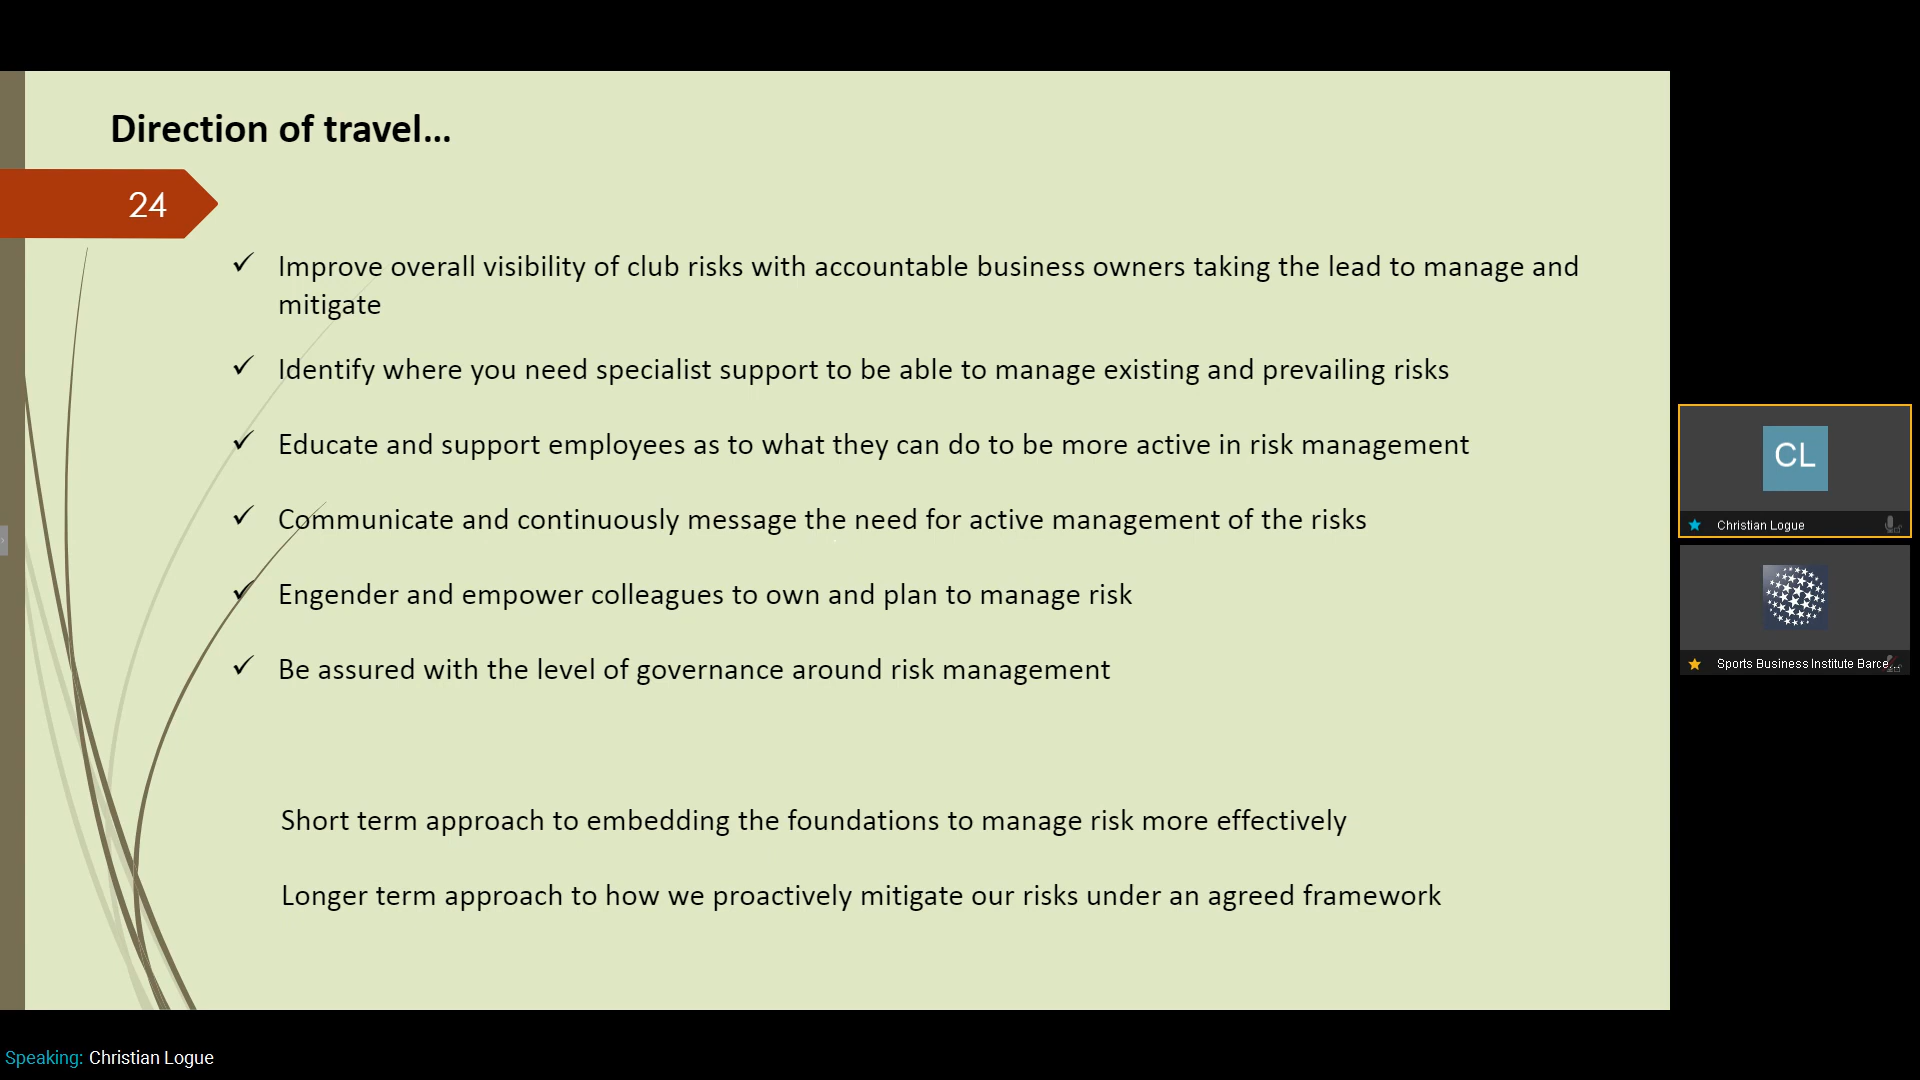 Direction of travel...
24
✓ Improve overall visibility of club risks with accountable business owners taking the lead to manage and
mitigate
✓ Identify where you need specialist support to be able to manage existing and prevailing risks
✓ Educate and support employees as to what they can do to be more active in risk management
✓ Communicate and continuously message the need for active management of the risks
✓ Engender and empower colleagues to own and plan to manage risk
✓ Be assured with the level of governance around risk management
Short term approach to embedding the foundations to manage risk more effectively
Longer term approach to how we proactively mitigate our risks under an agreed framework
CL
Christian Logue
Sports Business Institute Barce...
Speaking: Christian Logue